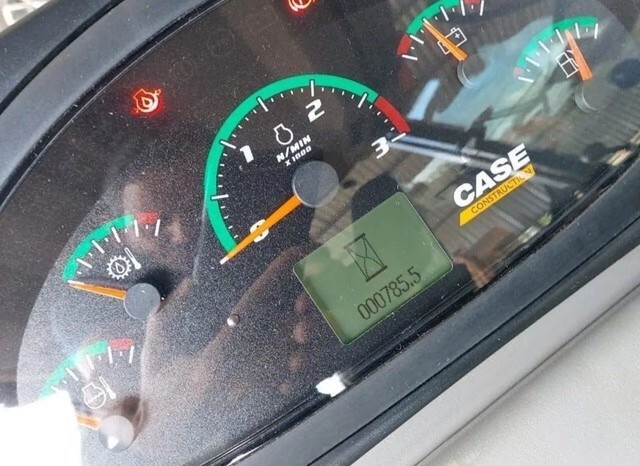 0
1
2
3
N/MIN
X1000
CASE
CONSTRUCTION
000785.5